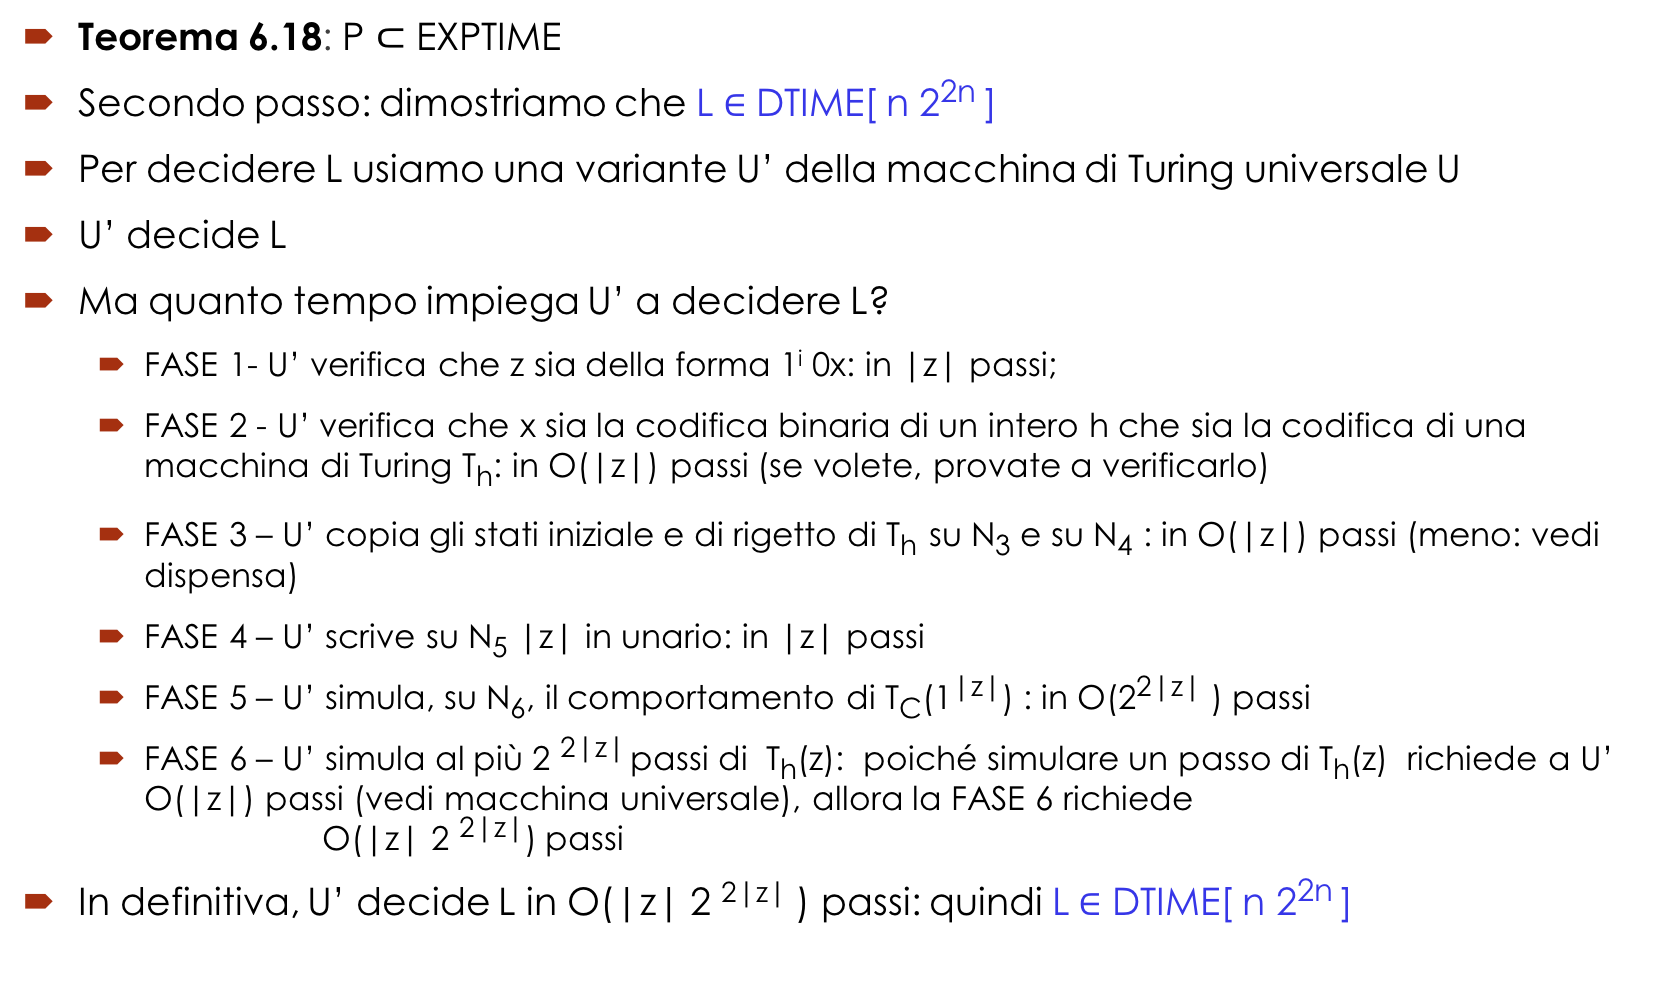 Teorema 6.18: P ⊂ EXPTIME
Secondo passo: dimostriamo che L ∈ DTIME[ n 2^2n ]
Per decidere L usiamo una variante U’ della macchina di Turing universale U
U’ decide L
Ma quanto tempo impiega U’ a decidere L?
FASE 1- U’ verifica che z sia della forma 1^i 0x: in |z| passi;
FASE 2 - U’ verifica che x sia la codifica binaria di un intero h che sia la codifica di una
macchina di Turing T_h: in O(|z|) passi (se volete, provate a verificarlo)
FASE 3 – U’ copia gli stati iniziale e di rigetto di T_h su N_3 e su N_4 : in O(|z|) passi (meno: vedi
dispensa)
FASE 4 – U’ scrive su N_5 |z| in unario: in |z| passi
FASE 5 – U’ simula, su N_6, il comportamento di T_C(1^|z|) : in O(2^2|z| ) passi
FASE 6 – U’ simula al più 2 ^2|z| passi di T_h(z): poiché simulare un passo di T_h(z) richiede a U’
O(|z|) passi (vedi macchina universale), allora la FASE 6 richiede
O(|z| 2 ^2|z|) passi
In definitiva, U’ decide L in O(|z| 2 ^2|z| ) passi: quindi L ∈ DTIME[ n 2^2n ]